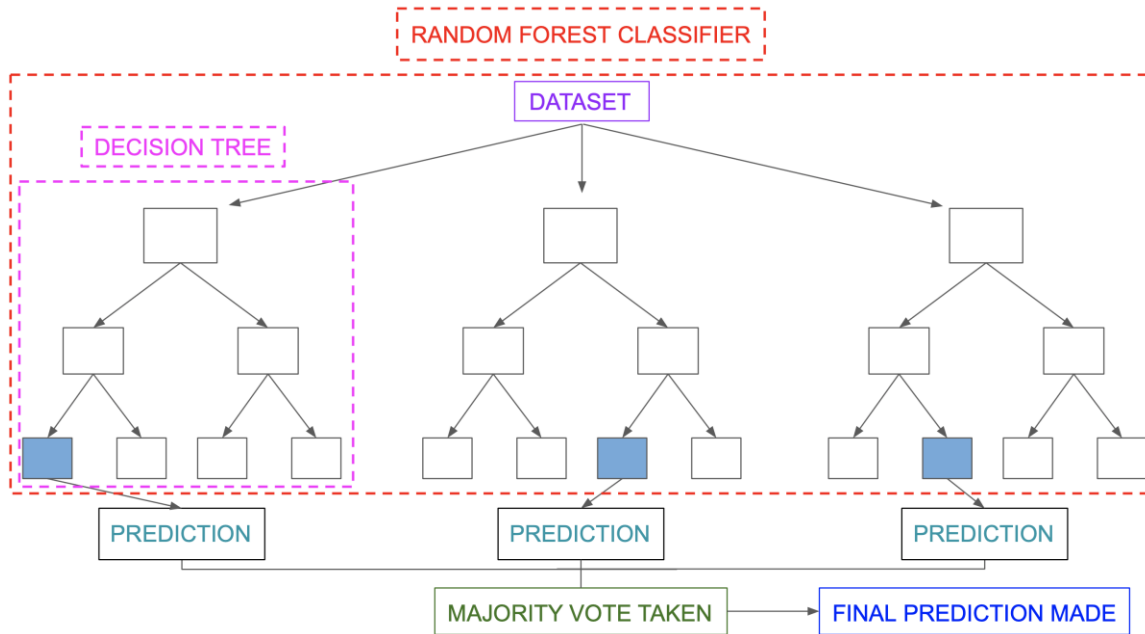 RANDOM FOREST CLASSIFIER
DATASET
DECISION TREE
PREDICTION
PREDICTION
PREDICTION
MAJORITY VOTE TAKEN
FINAL PREDICTION MADE